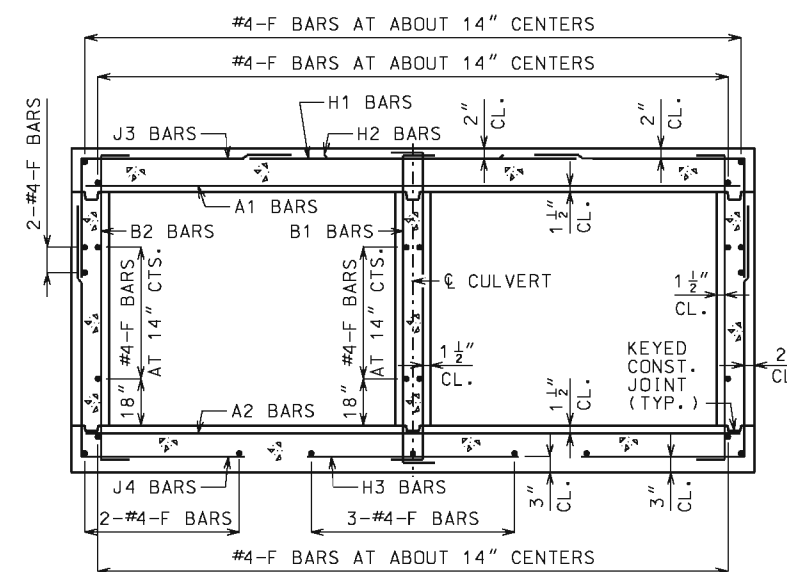 #4-F BARS AT ABOUT 14" CENTERS
#4-F BARS AT ABOUT 14" CENTERS
2-#4-F BARS
J3 BARS
H1 BARS
H2 BARS
2" CL.
2" CL.
A1 BARS
B2 BARS
B1 BARS
1 1/2" CL.
#4-F BARS AT 14" CTS.
#4-F BARS AT 14" CTS.
℄ CULVERT
1 1/2" CL.
1 1/2" CL.
KEYED
CONST.
JOINT
(TYP.)
2
CL
18"
18"
A2 BARS
1 1/2" CL.
J4 BARS
H3 BARS
3" CL.
3" CL.
2-#4-F BARS
3-#4-F BARS
#4-F BARS AT ABOUT 14" CENTERS